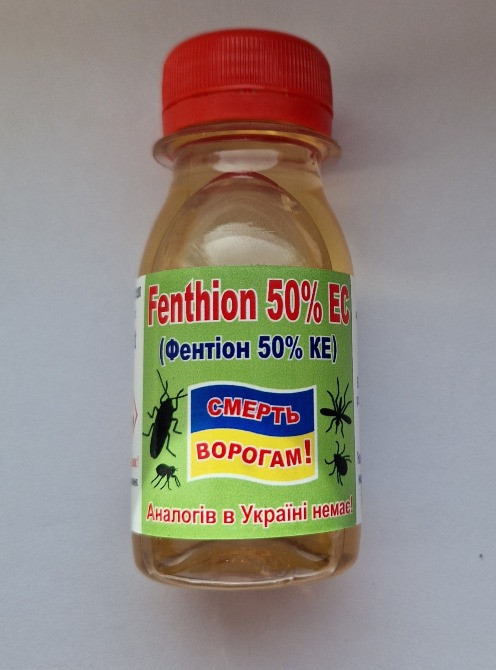 Fenthion 50% EC
(Фентіон 50% КЕ)
СМЕРТЬ
ВОРОГАМ!
Аналогів в Україні немає!